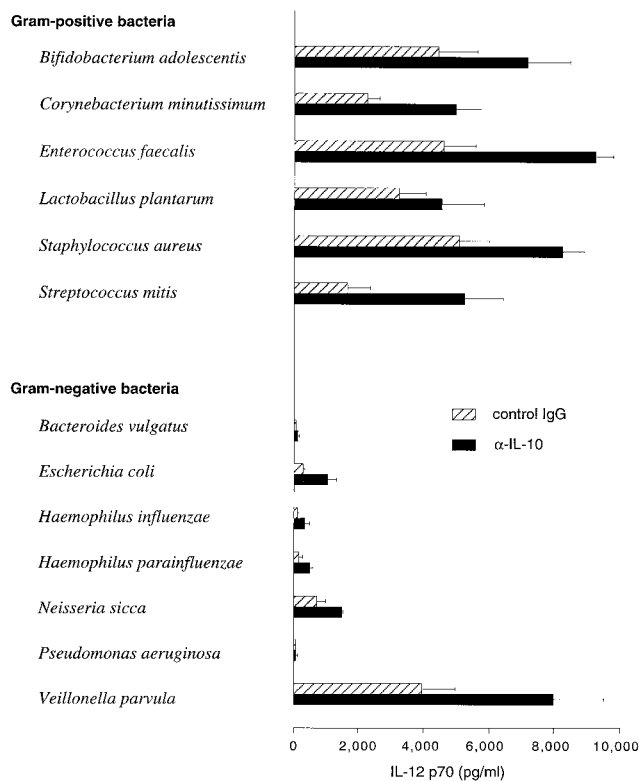 Gram-positive bacteria
Bifidobacterium adolescentis
Corynebacterium minutissimum
Enterococcus faecalis
Lactobacillus plantarum
Staphylococcus aureus
Streptococcus mitis
Gram-negative bacteria
Bacteroides vulgatus
Escherichia coli
Haemophilus influenzae
Haemophilus parainfluenzae
Neisseria sicca
Pseudomonas aeruginosa
Veillonella parvula
control IgG
α-IL-10
0 2,000 4,000 6,000 8,000 10,000
IL-12 p70 (pg/ml)